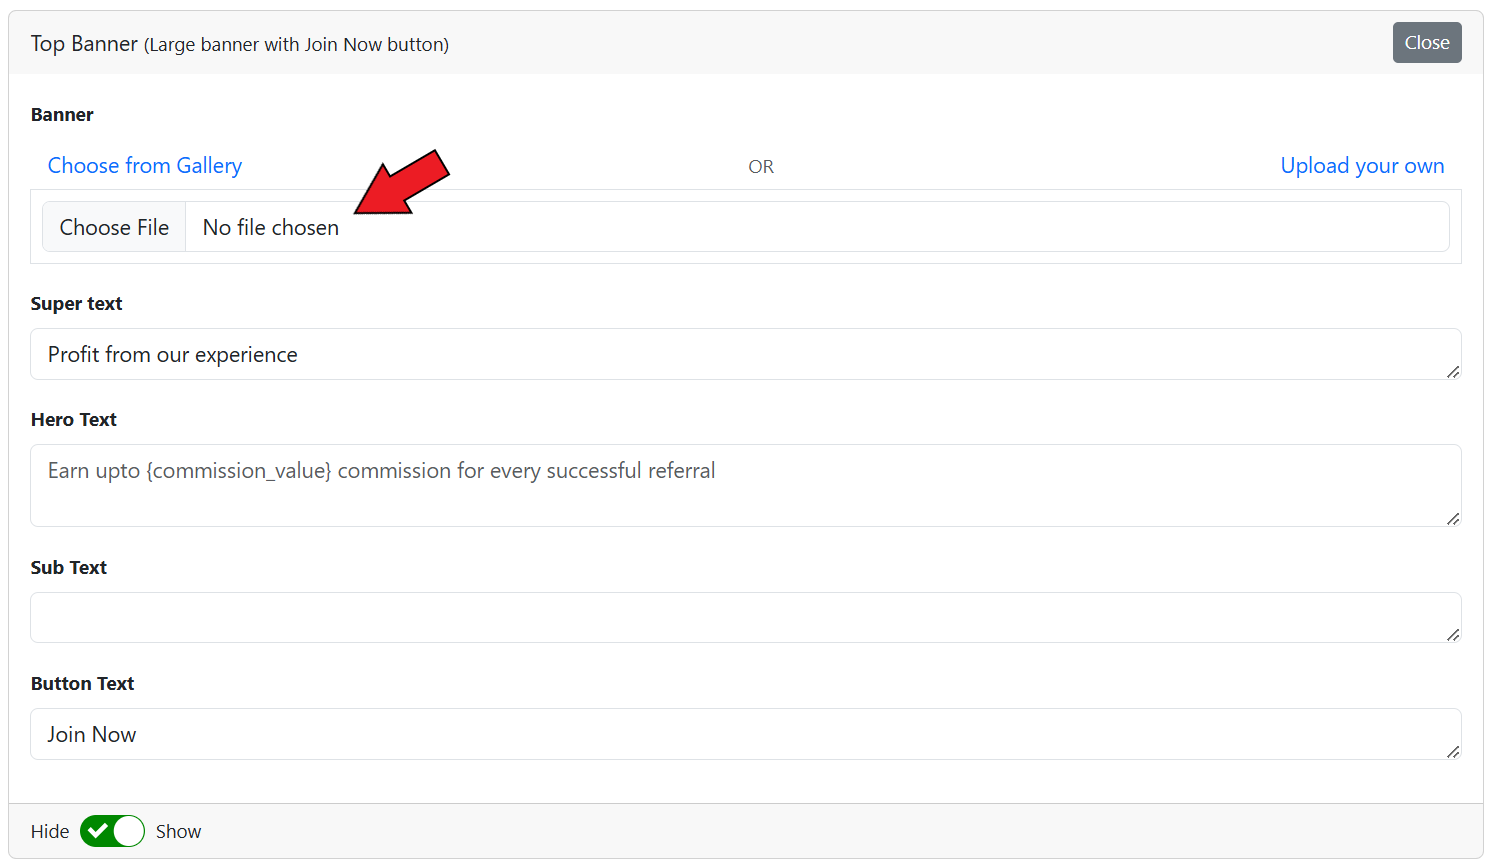 Top Banner (Large banner with Join Now button)
Close
Banner
Choose from Gallery
OR
Upload your own
Choose File
No file chosen
Super text
Profit from our experience
Hero Text
Earn upto {commission_value} commission for every successful referral
Sub Text
Button Text
Join Now
Hide
Show